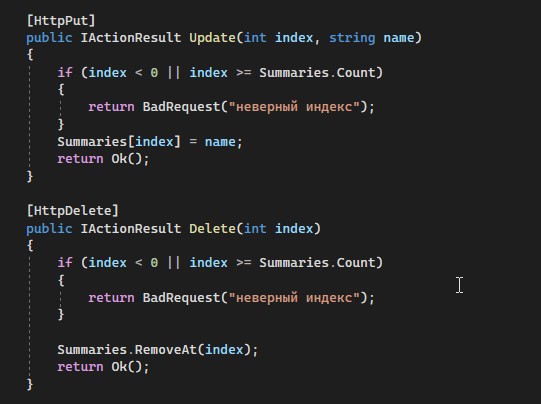 [HttpPut]
public IActionResult Update(int index, string name)
{
if (index < 0 || index >= Summaries.Count)
{
return BadRequest("неверный индекс");
}
Summaries[index] = name;
return Ok();
}
[HttpDelete]
public IActionResult Delete(int index)
{
if (index < 0 || index >= Summaries.Count)
{
return BadRequest("неверный индекс");
}
Summaries.RemoveAt(index);
return Ok();
}